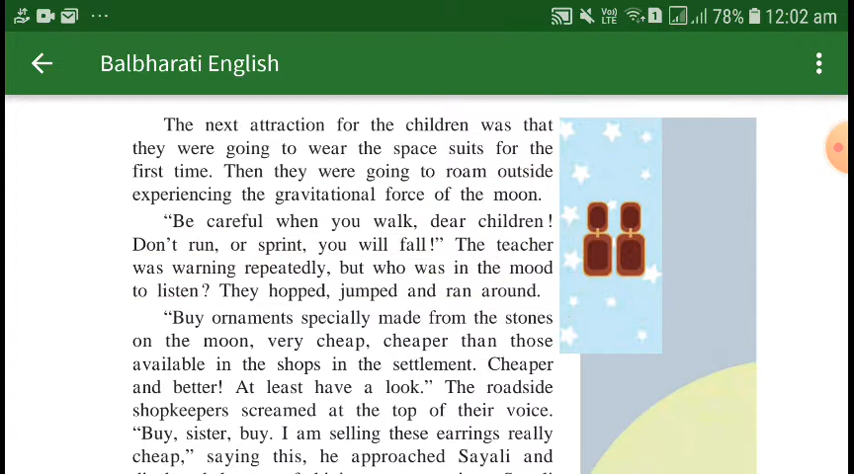 Vo))
LTE
1
78%
12:02 am
Balbharati English
The next attraction for the children was that
they were going to wear the space suits for the
first time. Then they were going to roam outside
experiencing the gravitational force of the moon.
“Be careful when you walk, dear children!
Don’t run, or sprint, you will fall!” The teacher
was warning repeatedly, but who was in the mood
to listen? They hopped, jumped and ran around.
“Buy ornaments specially made from the stones
on the moon, very cheap, cheaper than those
available in the shops in the settlement. Cheaper
and better! At least have a look.” The roadside
shopkeepers screamed at the top of their voice.
“Buy, sister, buy. I am selling these earrings really
cheap,” saying this, he approached Sayali and